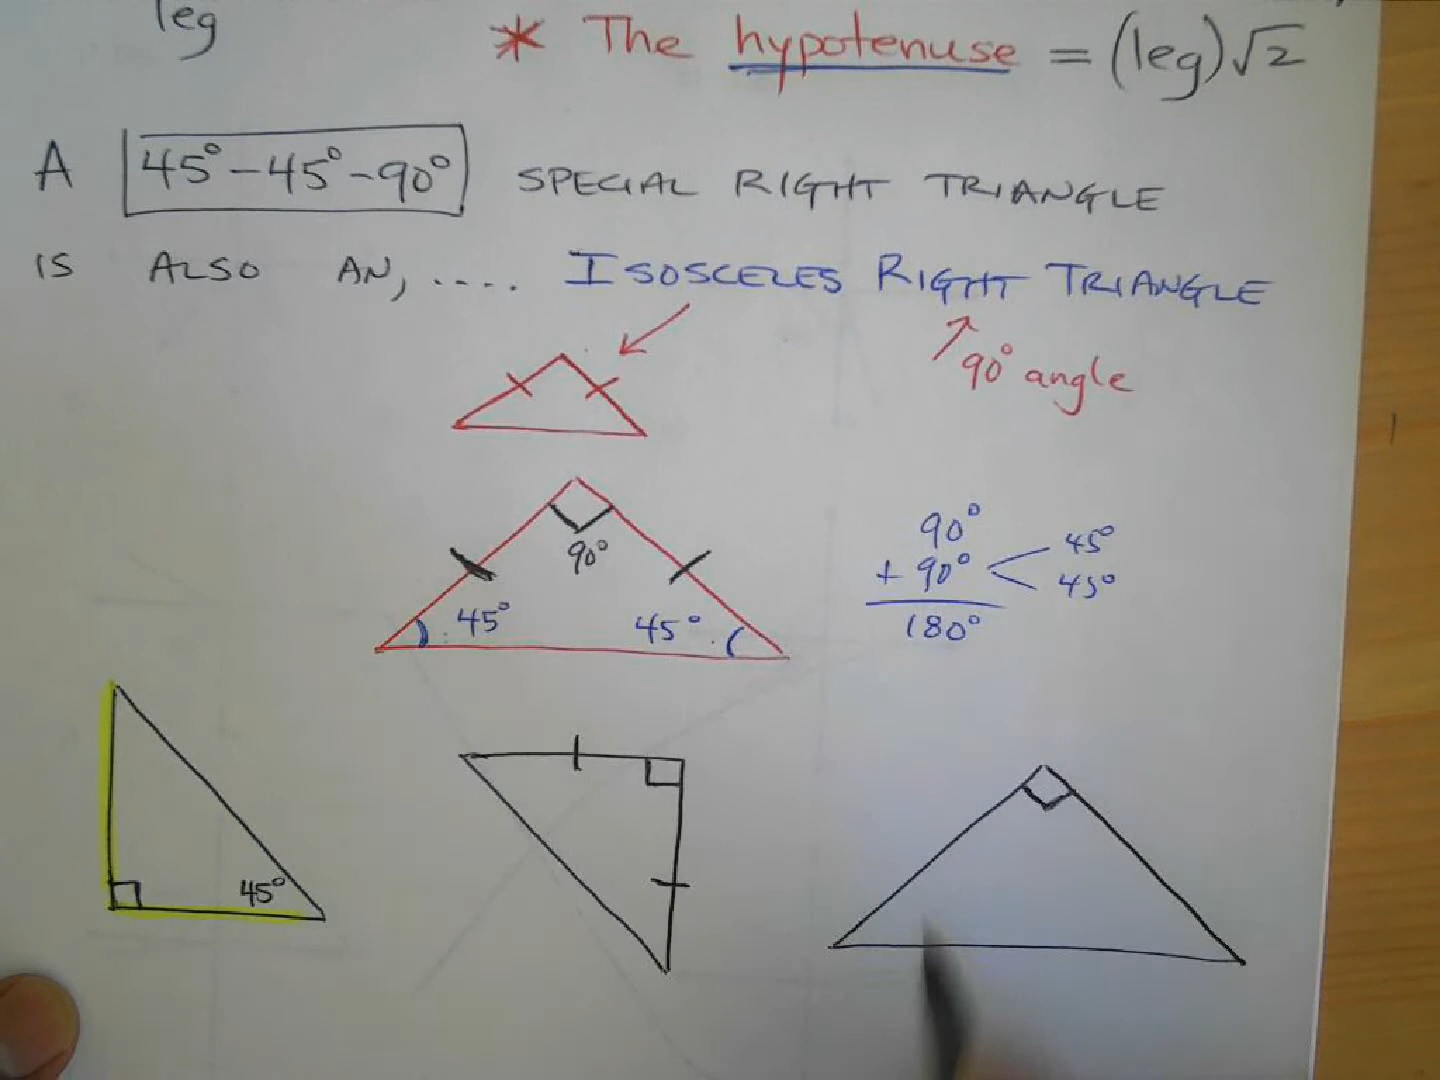 leg
* The hypotenuse = (leg)√2
A 45°-45°-90° SPECIAL RIGHT TRIANGLE
IS ALSO AN, .... ISOSCELES RIGHT TRIANGLE
90° angle
90°
45° 45°
90° 45°
+ 90° 45°
180°
45°